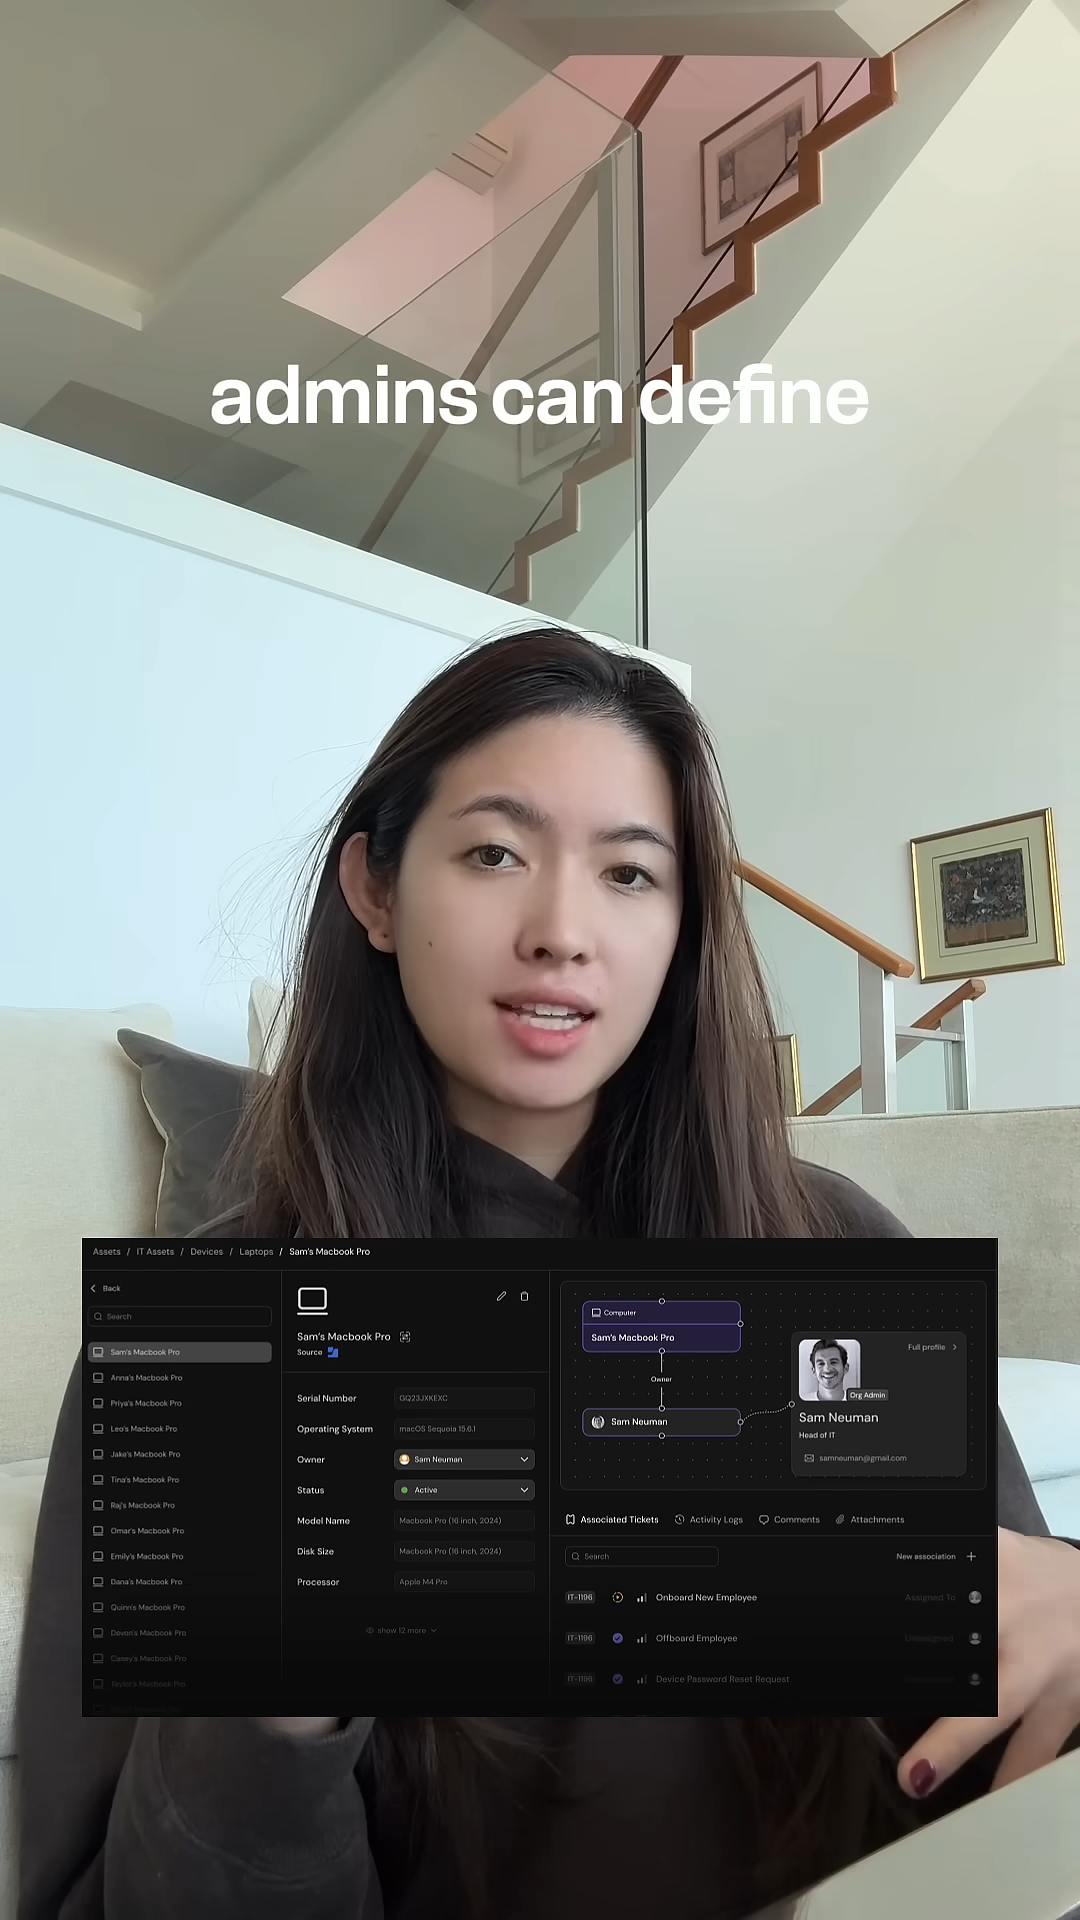 admins can define
Assets / IT Assets / Devices / Laptops / Sam's Macbook Pro
Back
Search
Sam's Macbook Pro
Anna's Macbook Pro
Priya's Macbook Pro
Leo's Macbook Pro
Jake's Macbook Pro
Tina's Macbook Pro
Raj's Macbook Pro
Omar's Macbook Pro
Emily's Macbook Pro
Dana's Macbook Pro
Quinn's Macbook Pro
Devon's Macbook Pro
Casey's Macbook Pro
Taylor's Macbook Pro
Sam's Macbook Pro
Source
Serial Number GQ23JXKEXC
Operating System macOS Sequoia 15.6.1
Owner Sam Neuman
Status Active
Model Name Macbook Pro (16 inch, 2024)
Disk Size Macbook Pro (16 inch, 2024)
Processor Apple M4 Pro
show 12 more
Computer
Sam's Macbook Pro
Owner
Sam Neuman
Full profile
Org Admin
Sam Neuman
Head of IT
samneuman@gmail.com
Associated Tickets Activity Logs Comments Attachments
Search
New association
IT-1196 Onboard New Employee Assigned To
IT-1196 Offboard Employee Unassigned
IT-1196 Device Password Reset Request